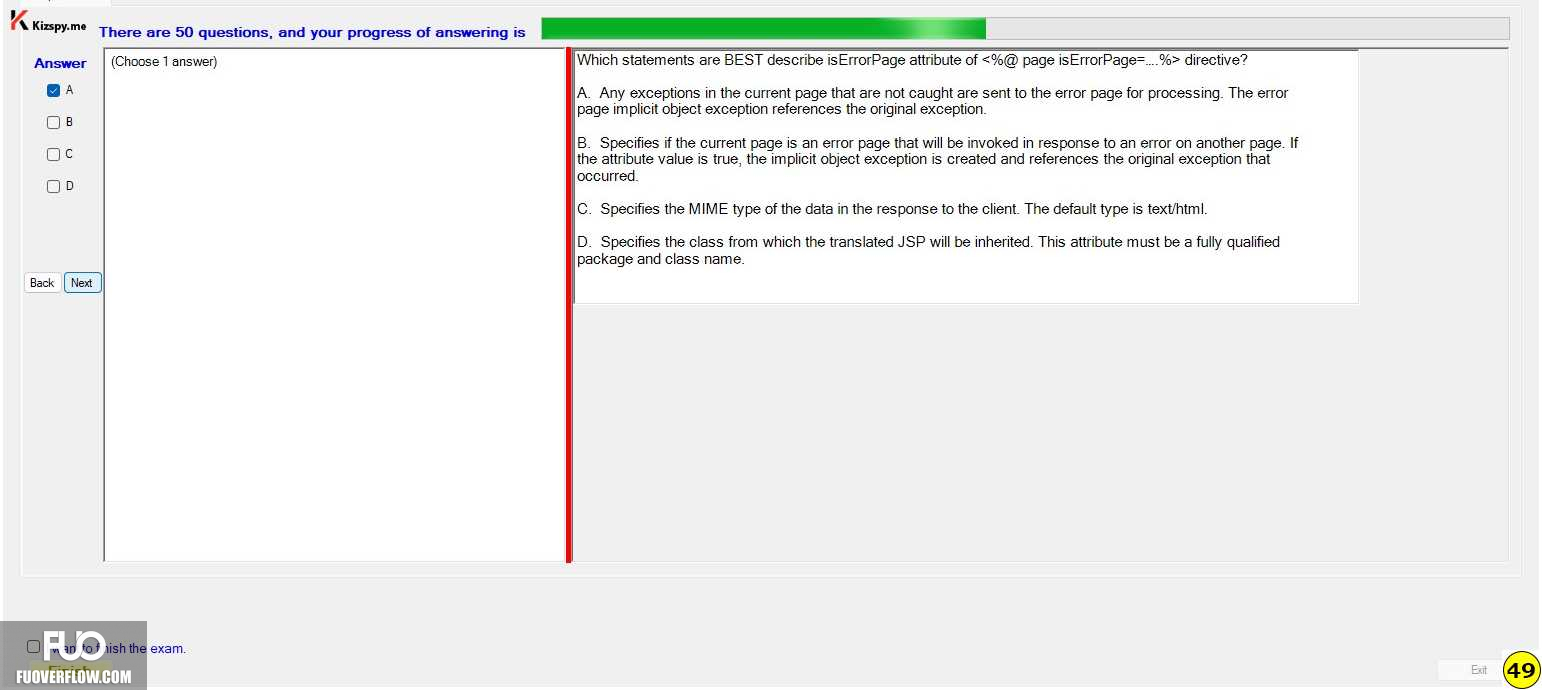 Kizspy.me
There are 50 questions, and your progress of answering is
Answer
(Choose 1 answer)
A
B
C
D
Back
Next
Which statements are BEST describe isErrorPage attribute of <%@ page isErrorPage=....%> directive?
A.  Any exceptions in the current page that are not caught are sent to the error page for processing. The error
page implicit object exception references the original exception.
B.  Specifies if the current page is an error page that will be invoked in response to an error on another page. If
the attribute value is true, the implicit object exception is created and references the original exception that
occurred.
C.  Specifies the MIME type of the data in the response to the client. The default type is text/html.
D.  Specifies the class from which the translated JSP will be inherited. This attribute must be a fully qualified
package and class name.
want to finish the exam.
Finish
FUO
FUOVERFLOW.COM
Exit
49